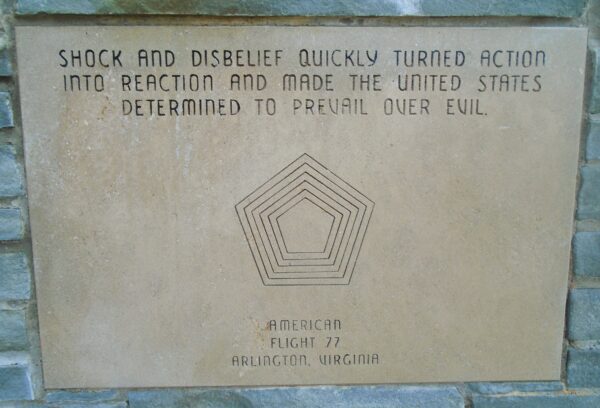 SHOCK AND DISBELIEF QUICKLY TURNED ACTION
INTO REACTION AND MADE THE UNITED STATES
DETERMINED TO PREVAIL OVER EVIL.
AMERICAN
FLIGHT 77
ARLINGTON, VIRGINIA